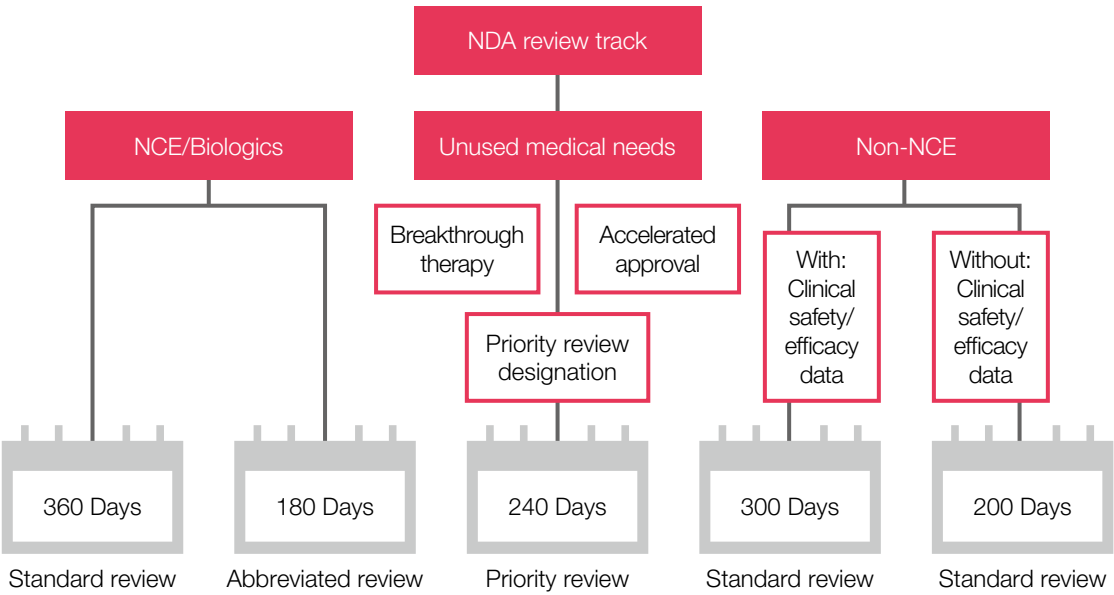 NDA review track
NCE/Biologics
Unused medical needs
Non-NCE
Breakthrough
therapy
Accelerated
approval
Priority review
designation
With:
Clinical
safety/
efficacy
data
Without:
Clinical
safety/
efficacy
data
360 Days
180 Days
240 Days
300 Days
200 Days
Standard review
Abbreviated review
Priority review
Standard review
Standard review